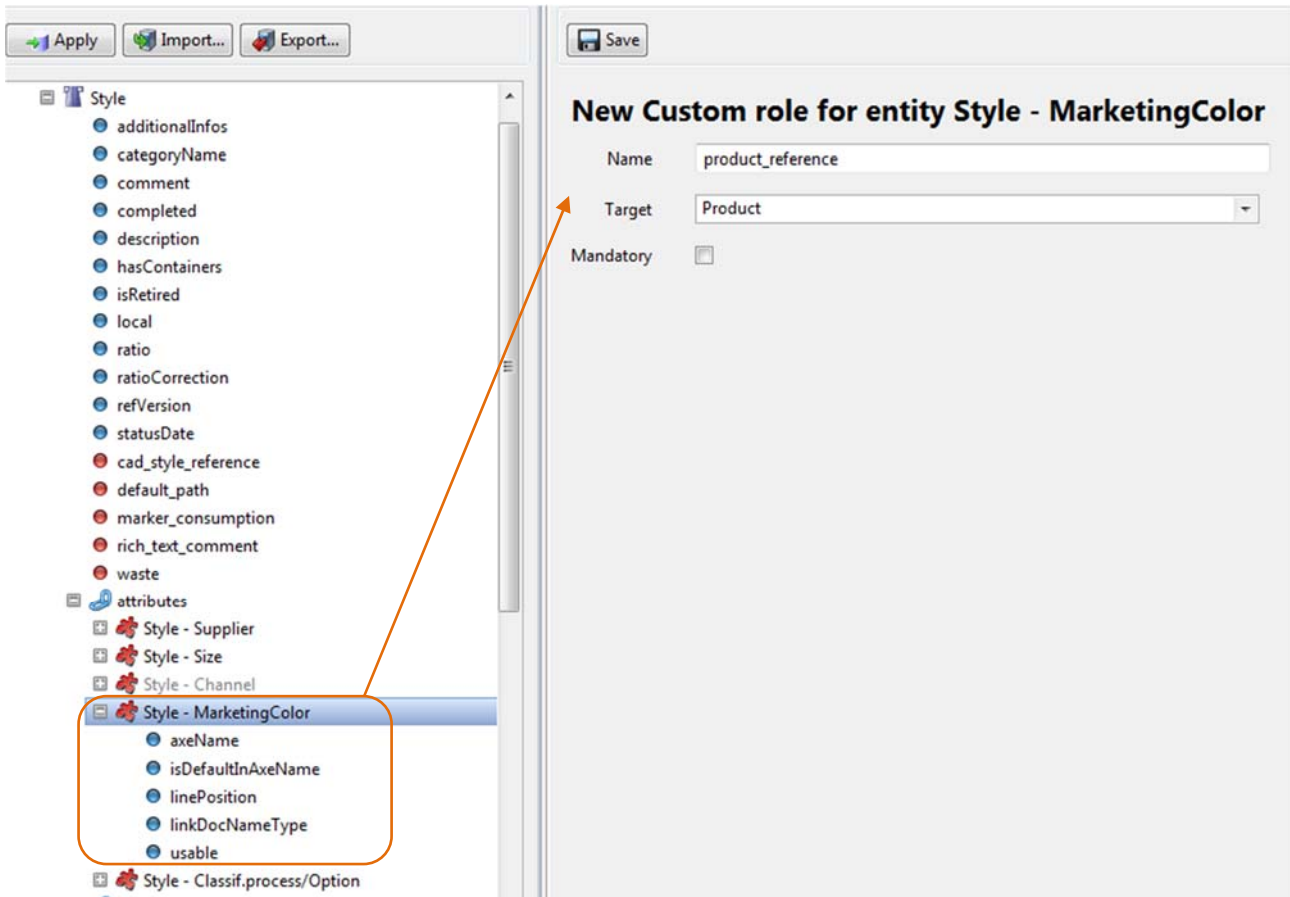 Apply Import... Export...
Style
additionalInfos
categoryName
comment
completed
description
hasContainers
isRetired
local
ratio
ratioCorrection
refVersion
statusDate
cad_style_reference
default_path
marker_consumption
rich_text_comment
waste
attributes
Style - Supplier
Style - Size
Style - Channel
Style - MarketingColor
axeName
isDefaultInAxeName
linePosition
linkDocNameType
usable
Style - Classif.process/Option
Save
New Custom role for entity Style - MarketingColor
Name product_reference
Target Product
Mandatory